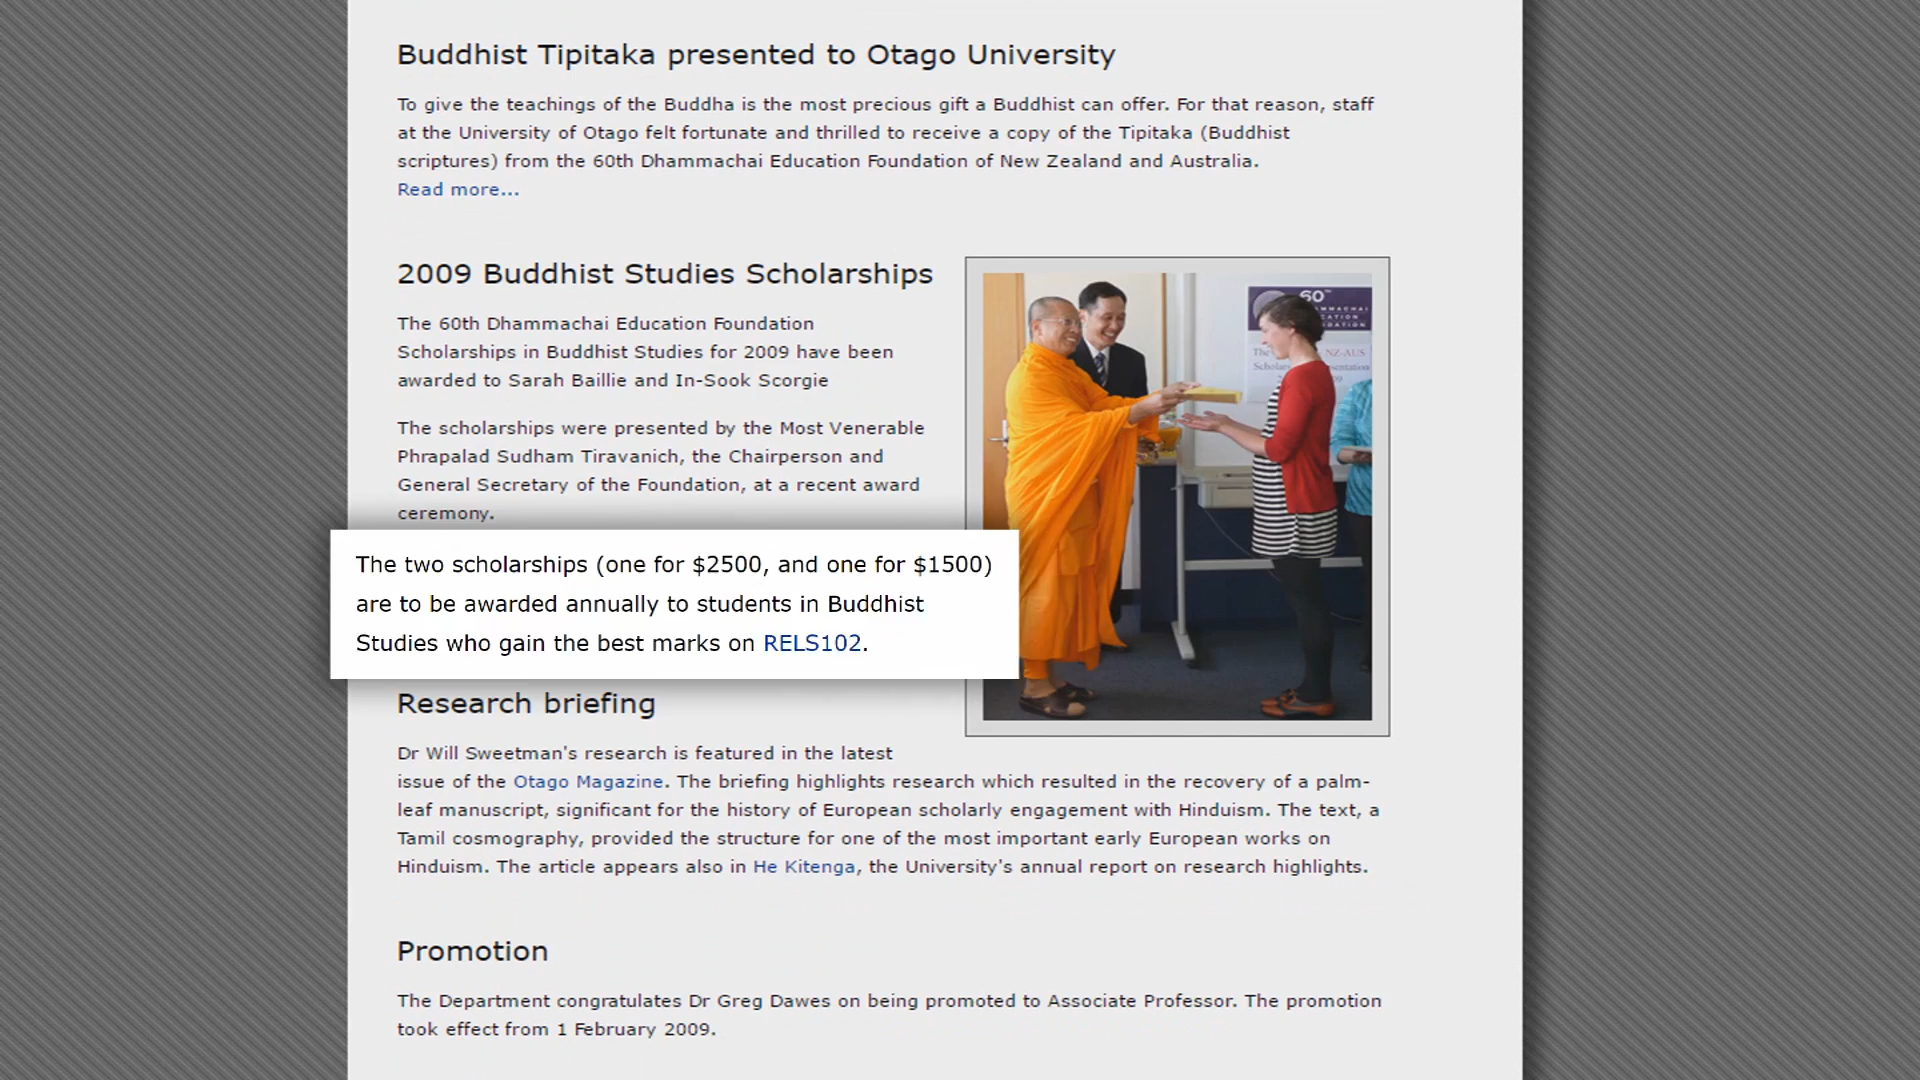 Buddhist Tipitaka presented to Otago University
To give the teachings of the Buddha is the most precious gift a Buddhist can offer. For that reason, staff
at the University of Otago felt fortunate and thrilled to receive a copy of the Tipitaka (Buddhist
scriptures) from the 60th Dhammachai Education Foundation of New Zealand and Australia.
Read more...
2009 Buddhist Studies Scholarships
The 60th Dhammachai Education Foundation
Scholarships in Buddhist Studies for 2009 have been
awarded to Sarah Baillie and In-Sook Scorgie
The scholarships were presented by the Most Venerable
Phrapalad Sudham Tiravanich, the Chairperson and
General Secretary of the Foundation, at a recent award
ceremony.
60
NZ-AUS
The two scholarships (one for $2500, and one for $1500)
are to be awarded annually to students in Buddhist
Studies who gain the best marks on RELS102.
Research briefing
Dr Will Sweetman's research is featured in the latest
issue of the Otago Magazine. The briefing highlights research which resulted in the recovery of a palm-
leaf manuscript, significant for the history of European scholarly engagement with Hinduism. The text, a
Tamil cosmography, provided the structure for one of the most important early European works on
Hinduism. The article appears also in He Kitenga, the University's annual report on research highlights.
Promotion
The Department congratulates Dr Greg Dawes on being promoted to Associate Professor. The promotion
took effect from 1 February 2009.